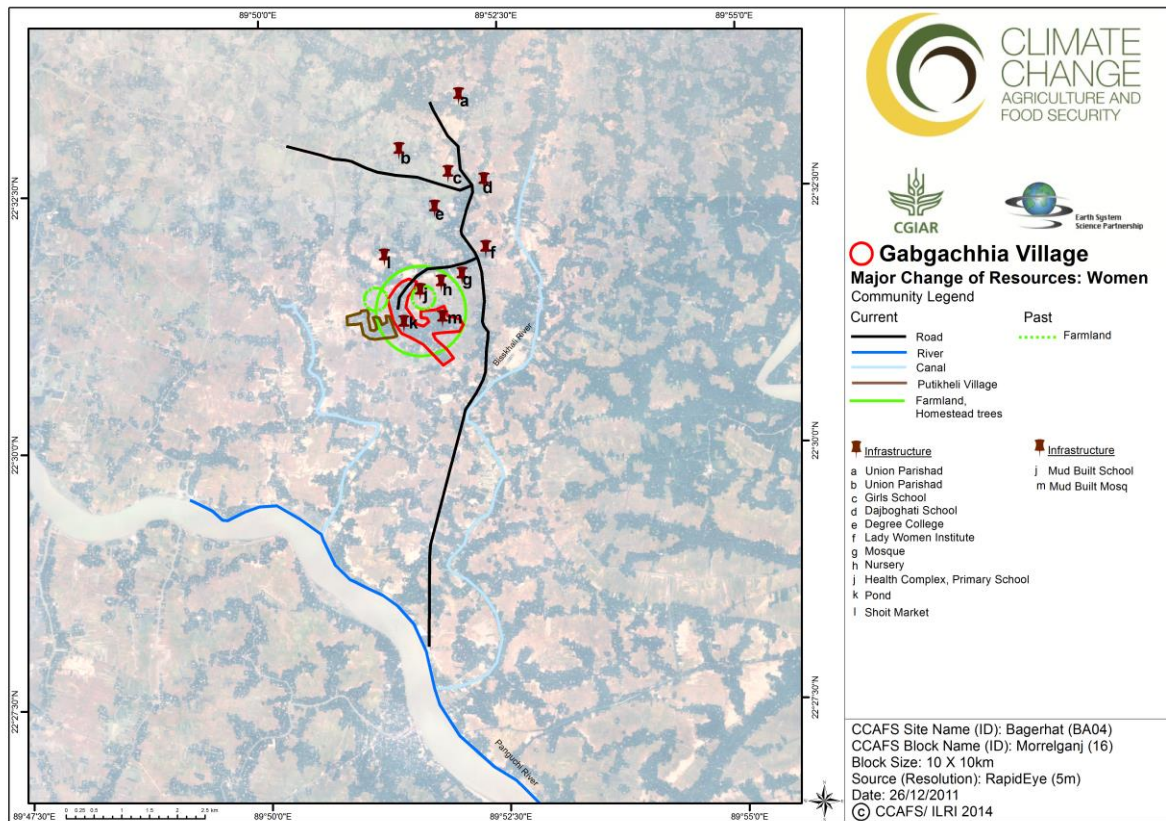 89°50'0"E
89°52'30"E
89°55'0"E
22°32'30"N
22°30'0"N
22°27'30"N
a
b
c
d
e
f
l
g
h
j
k
m
Bisekhali River
Panguchi River
22°32'30"N
22°30'0"N
22°27'30"N
89°47'30"E
0 0.25 0.5 1 1.5 2 2.5 km
89°50'0"E
89°52'30"E
89°55'0"E
CLIMATE
CHANGE
AGRICULTURE AND
FOOD SECURITY
CGIAR
Earth System
Science Partnership
Gabgachhia Village
Major Change of Resources: Women
Community Legend
Current
Road
River
Canal
Putikheli Village
Farmland,
Homestead trees
Past
Farmland
Infrastructure
a Union Parishad
b Union Parishad
c Girls School
d Dajboghati School
e Degree College
f Lady Women Institute
g Mosque
h Nursery
j Health Complex, Primary School
k Pond
l Shoit Market
Infrastructure
j Mud Built School
m Mud Built Mosq
CCAFS Site Name (ID): Bagerhat (BA04)
CCAFS Block Name (ID): Morrelganj (16)
Block Size: 10 X 10km
Source (Resolution): RapidEye (5m)
Date: 26/12/2011
© CCAFS/ ILRI 2014